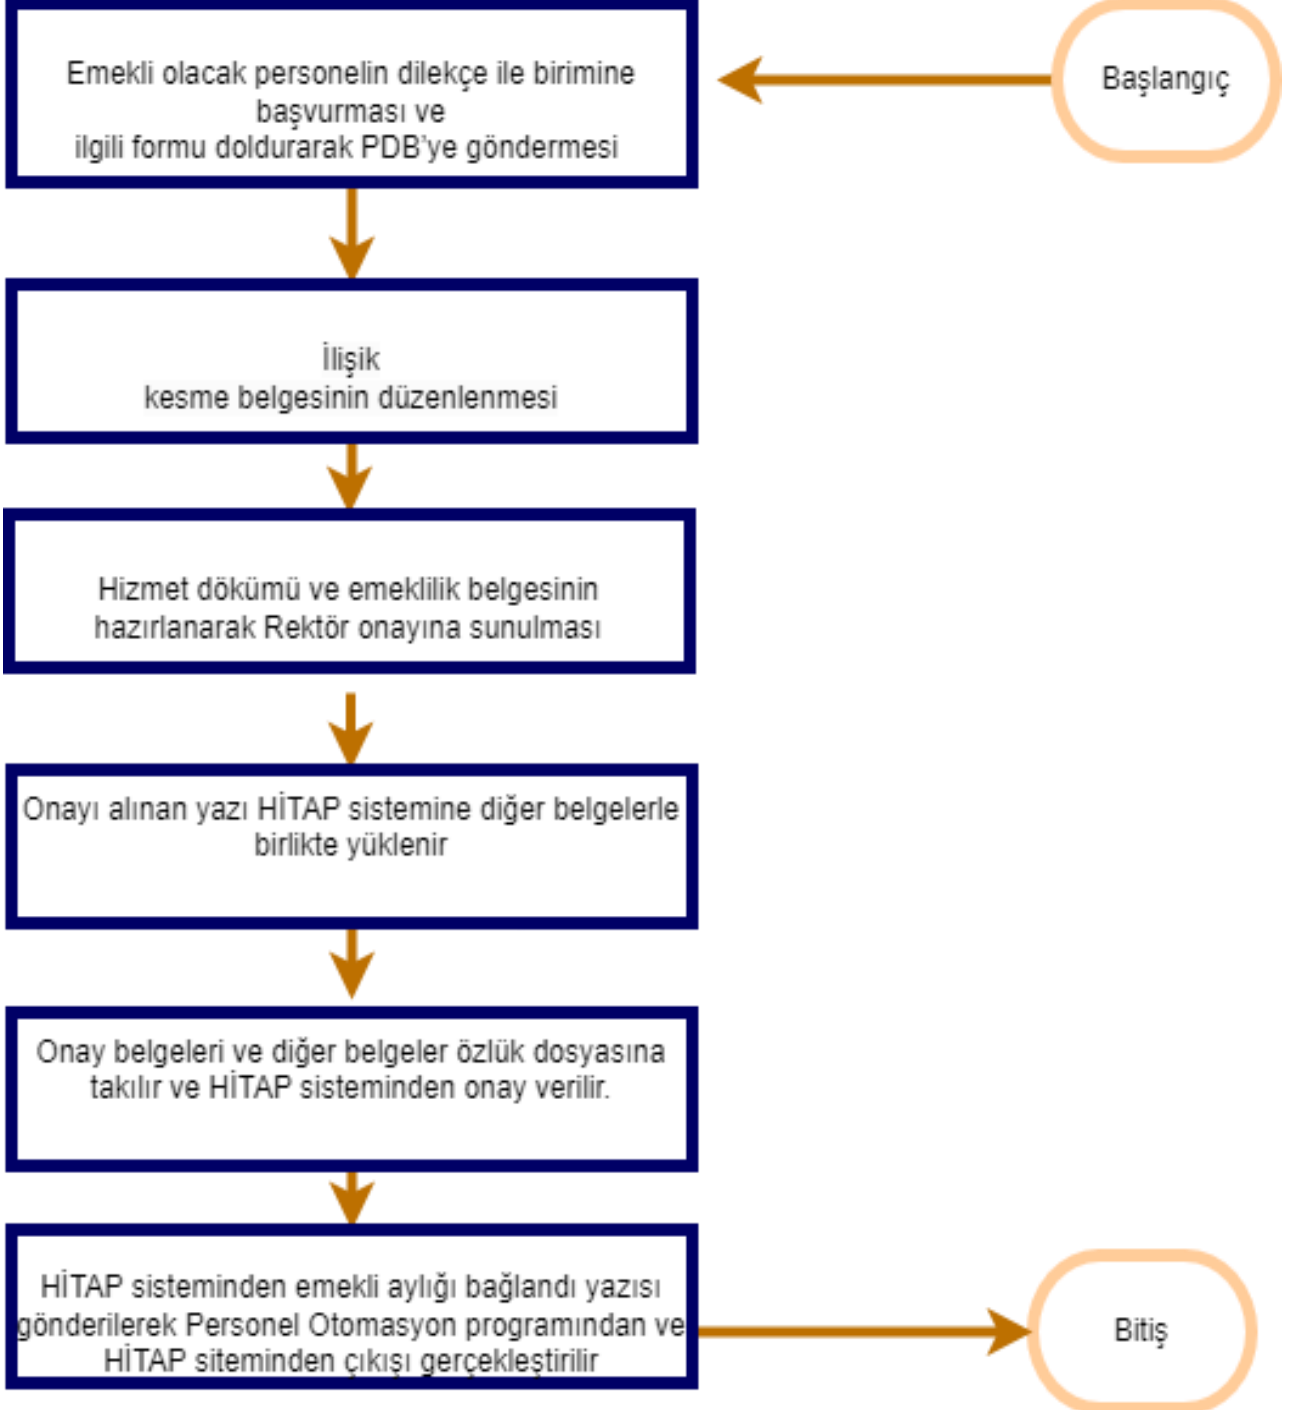 Başlangıç
Emekli olacak personelin dilekçe ile birimine
başvurması ve
ilgili formu doldurarak PDB'ye göndermesi
İlişik
kesme belgesinin düzenlenmesi
Hizmet dökümü ve emeklilik belgesinin
hazırlanarak Rektör onayına sunulması
Onayı alınan yazı HİTAP sistemine diğer belgelerle
birlikte yüklenir
Onay belgeleri ve diğer belgeler özlük dosyasına
takılır ve HİTAP sisteminden onay verilir.
HİTAP sisteminden emekli aylığı bağlandı yazısı
gönderilerek Personel Otomasyon programından ve
HİTAP siteminden çıkışı gerçekleştirilir
Bitiş